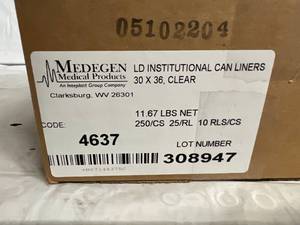 05102204
MEDEGEN
Medical Products
An Inteplast Group Company
Clarksburg, WV 26301
LD INSTITUTIONAL CAN LINERS
30 X 36, CLEAR
11.67 LBS NET
250/CS 25/RL 10 RLS/CS
CODE:
4637
LOT NUMBER
308947